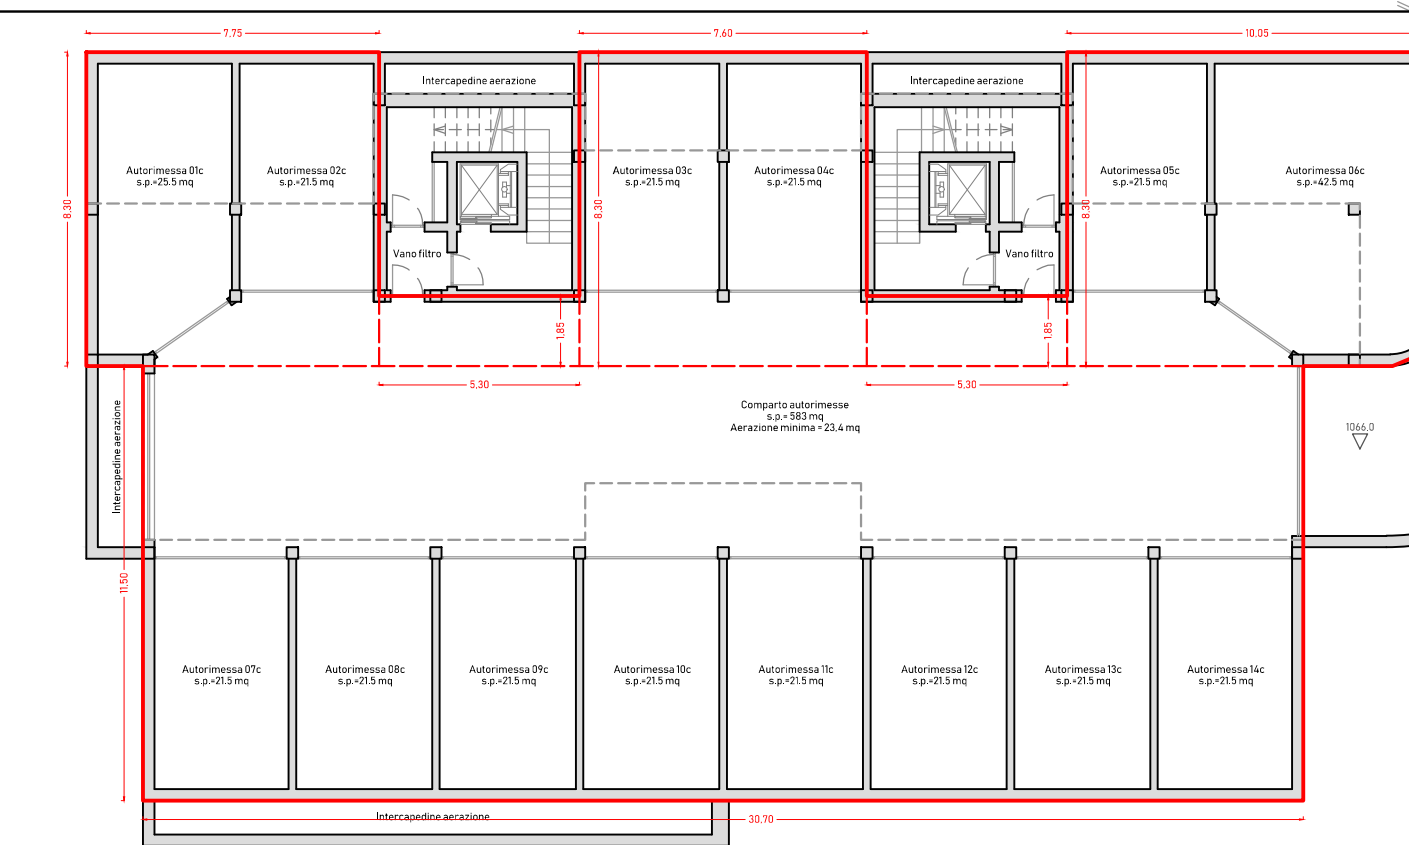 7.75
7.60
10.05
Intercapedine aerazione
Intercapedine aerazione
Autorimessa 01c
s.p.=25.5 mq
Autorimessa 02c
s.p.=21.5 mq
Autorimessa 03c
s.p.=21.5 mq
Autorimessa 04c
s.p.=21.5 mq
Autorimessa 05c
s.p.=21.5 mq
Autorimessa 06c
s.p.=42.5 mq
8.30
8.30
8.30
Vano filtro
Vano filtro
1.85
1.85
5.30
5.30
Comparto autorimesse
s.p.= 583 mq
Aerazione minima = 23,4 mq
1066.0
Intercapedine aerazione
11.50
Autorimessa 07c
s.p.=21.5 mq
Autorimessa 08c
s.p.=21.5 mq
Autorimessa 09c
s.p.=21.5 mq
Autorimessa 10c
s.p.=21.5 mq
Autorimessa 11c
s.p.=21.5 mq
Autorimessa 12c
s.p.=21.5 mq
Autorimessa 13c
s.p.=21.5 mq
Autorimessa 14c
s.p.=21.5 mq
Intercapedine aerazione
30.70